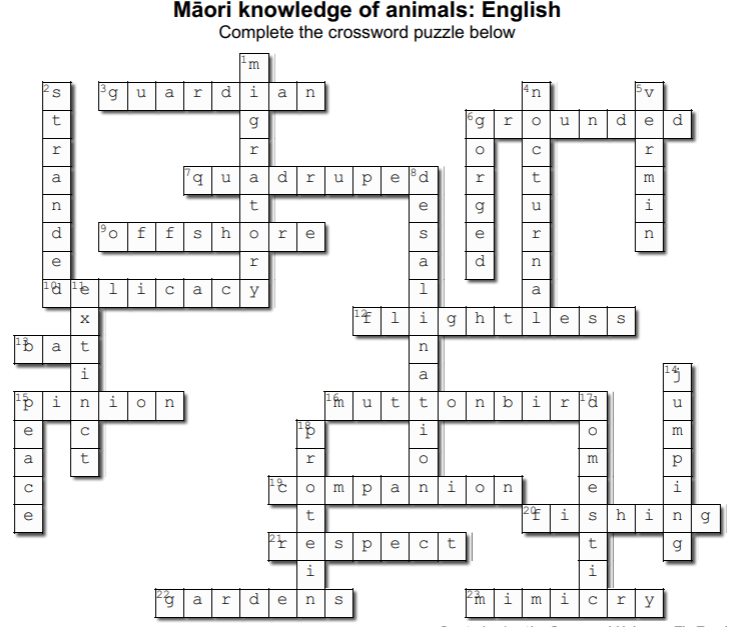 Māori knowledge of animals: English
Complete the crossword puzzle below
1 migratory
2 stranded
3 guardian
4 nocturnal
5 vermin
6 grounded
6 gorged
7 quadruped
8 desalination
9 offshore
10 delicacy
11 extinct
12 flightless
13 bat
14 jumping
15 pinion
15 peace
16 muttonbird
17 domestic
18 protein
19 companion
20 fishing
21 respect
22 gardens
23 mimicry